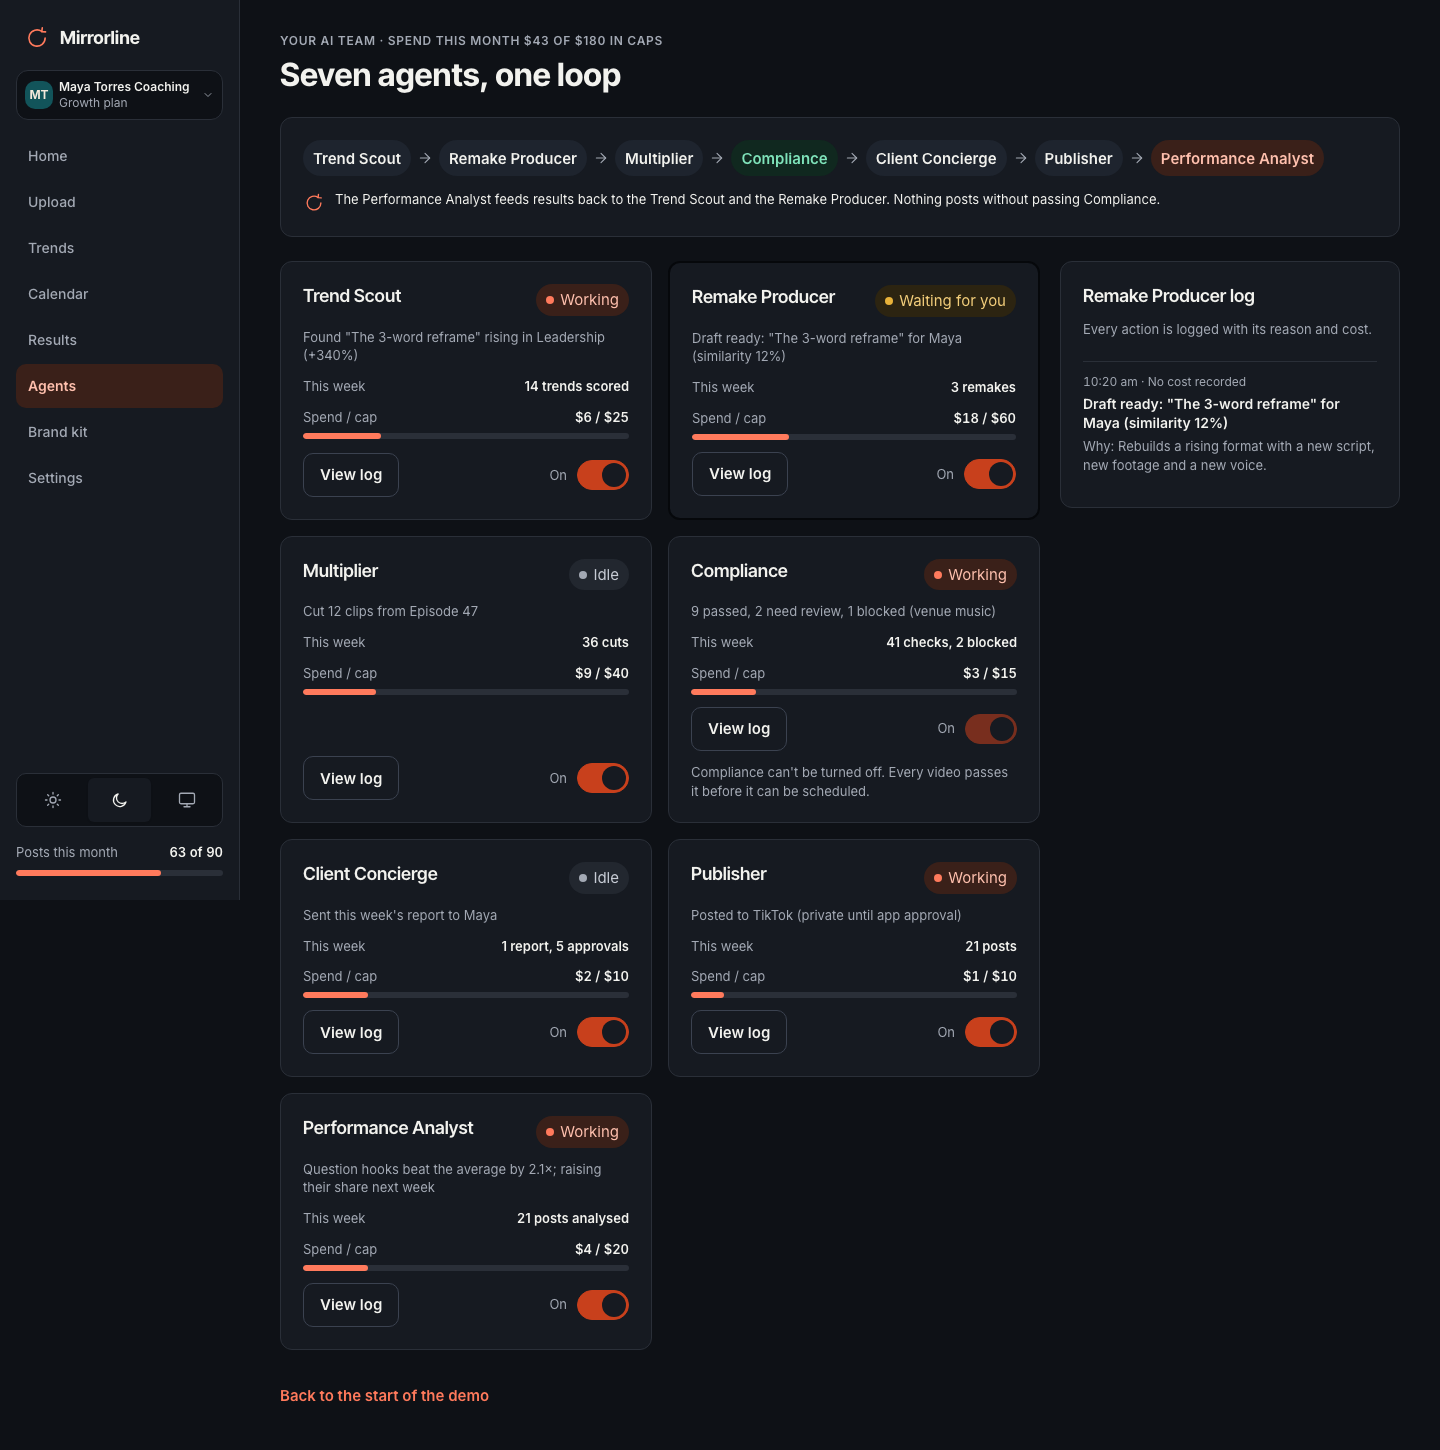 Mirrorline
MT
Maya Torres Coaching
Growth plan
Home
Upload
Trends
Calendar
Results
Agents
Brand kit
Settings
Posts this month
63 of 90
YOUR AI TEAM · SPEND THIS MONTH $43 OF $180 IN CAPS
Seven agents, one loop
Trend Scout → Remake Producer → Multiplier → Compliance → Client Concierge → Publisher → Performance Analyst
The Performance Analyst feeds results back to the Trend Scout and the Remake Producer. Nothing posts without passing Compliance.
Trend Scout
Working
Found "The 3-word reframe" rising in Leadership
(+340%)
This week
14 trends scored
Spend / cap
$6 / $25
View log
On
Remake Producer
Waiting for you
Draft ready: "The 3-word reframe" for Maya
(similarity 12%)
This week
3 remakes
Spend / cap
$18 / $60
View log
On
Remake Producer log
Every action is logged with its reason and cost.
10:20 am · No cost recorded
Draft ready: "The 3-word reframe" for
Maya (similarity 12%)
Why: Rebuilds a rising format with a new script,
new footage and a new voice.
Multiplier
Idle
Cut 12 clips from Episode 47
This week
36 cuts
Spend / cap
$9 / $40
View log
On
Compliance
Working
9 passed, 2 need review, 1 blocked (venue music)
This week
41 checks, 2 blocked
Spend / cap
$3 / $15
View log
On
Compliance can't be turned off. Every video passes
it before it can be scheduled.
Client Concierge
Idle
Sent this week's report to Maya
This week
1 report, 5 approvals
Spend / cap
$2 / $10
View log
On
Publisher
Working
Posted to TikTok (private until app approval)
This week
21 posts
Spend / cap
$1 / $10
View log
On
Performance Analyst
Working
Question hooks beat the average by 2.1×; raising
their share next week
This week
21 posts analysed
Spend / cap
$4 / $20
View log
On
Back to the start of the demo